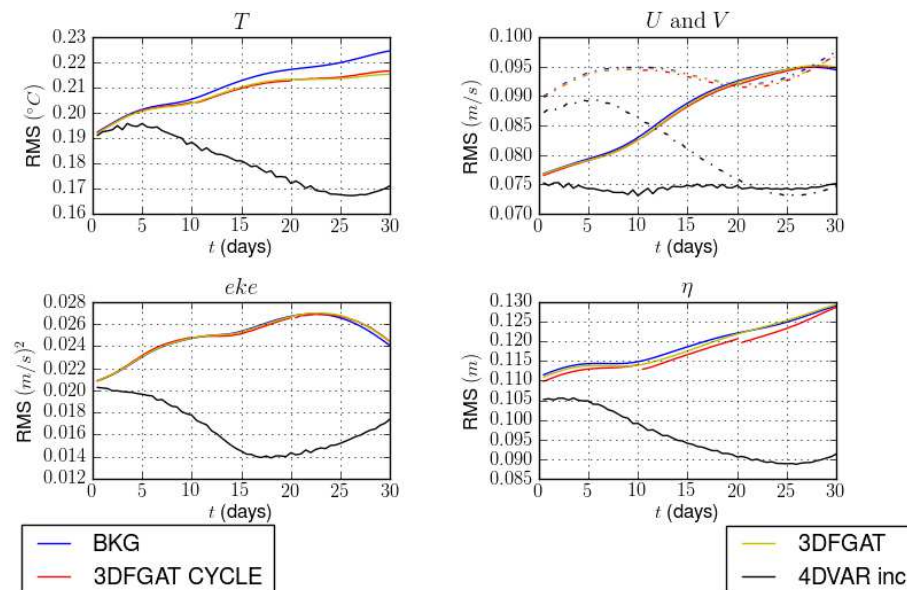 T
0.23
0.22
0.21
0.20
0.19
0.18
0.17
0.16
RMS (°C)
0 5 10 15 20 25 30
t (days)
U and V
0.100
0.095
0.090
0.085
0.080
0.075
0.070
RMS (m/s)
0 5 10 15 20 25 30
t (days)
eke
0.028
0.026
0.024
0.022
0.020
0.018
0.016
0.014
0.012
RMS (m/s)²
0 5 10 15 20 25 30
t (days)
η
0.130
0.125
0.120
0.115
0.110
0.105
0.100
0.095
0.090
0.085
RMS (m)
0 5 10 15 20 25 30
t (days)
BKG
3DFGAT CYCLE
3DFGAT
4DVAR inc